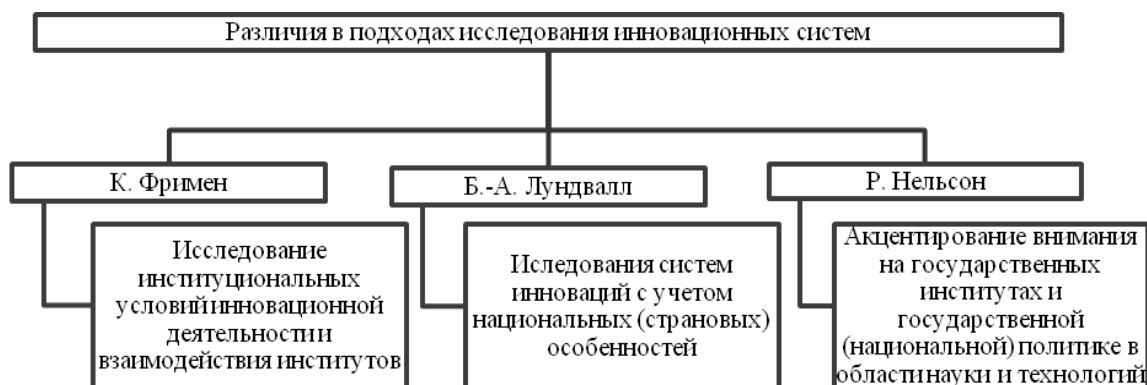 Различия в подходах исследования инновационных систем
К. Фримен
Исследование
институциональных
условий инновационной
деятельности и
взаимодействия институтов
Б.-А. Лундвалл
Иследования систем
инноваций с учетом
национальных (страновых)
особенностей
Р. Нельсон
Акцентирование внимания
на государственных
институтах и
государственной
(национальной) политике в
области науки и технологий